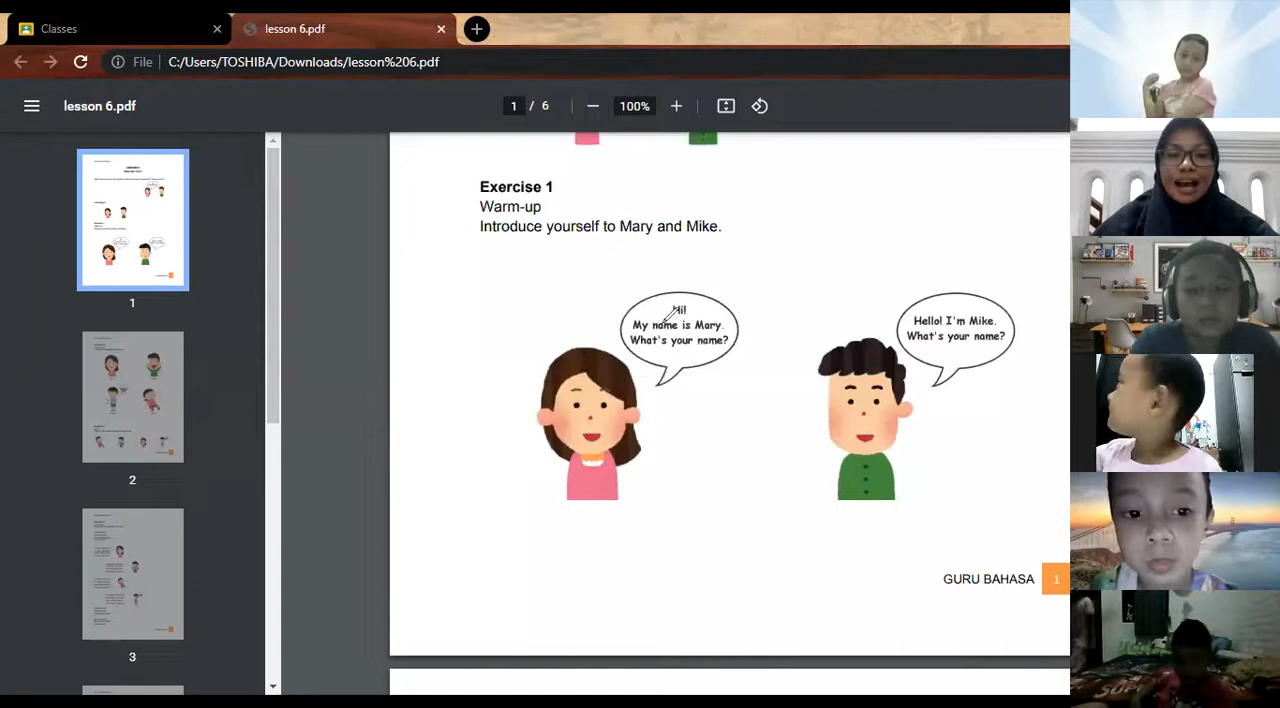 Classes
lesson 6.pdf
File
C:/Users/TOSHIBA/Downloads/lesson%206.pdf
lesson 6.pdf
1 / 6
100%
1
2
3
Exercise 1
Warm-up
Introduce yourself to Mary and Mike.
Hi!
My name is Mary.
What's your name?
Hello! I'm Mike.
What's your name?
GURU BAHASA 1